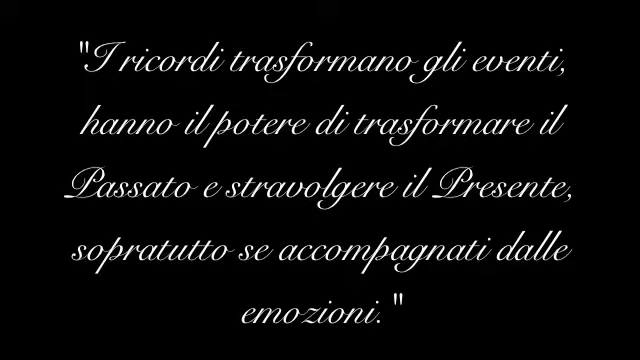 "I ricordi trasformano gli eventi,
hanno il potere di trasformare il
Passato e stravolgere il Presente,
sopratutto se accompagnati dalle
emozioni."